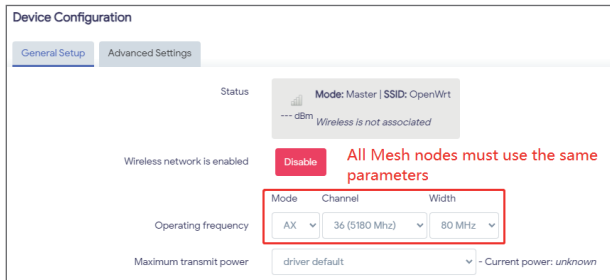 Device Configuration
General Setup
Advanced Settings
Status
Mode: Master | SSID: OpenWrt
--- dBm
Wireless is not associated
Wireless network is enabled
Disable
All Mesh nodes must use the same
parameters
Mode
Channel
Width
Operating frequency
AX
36 (5180 Mhz)
80 MHz
Maximum transmit power
driver default
- Current power: unknown